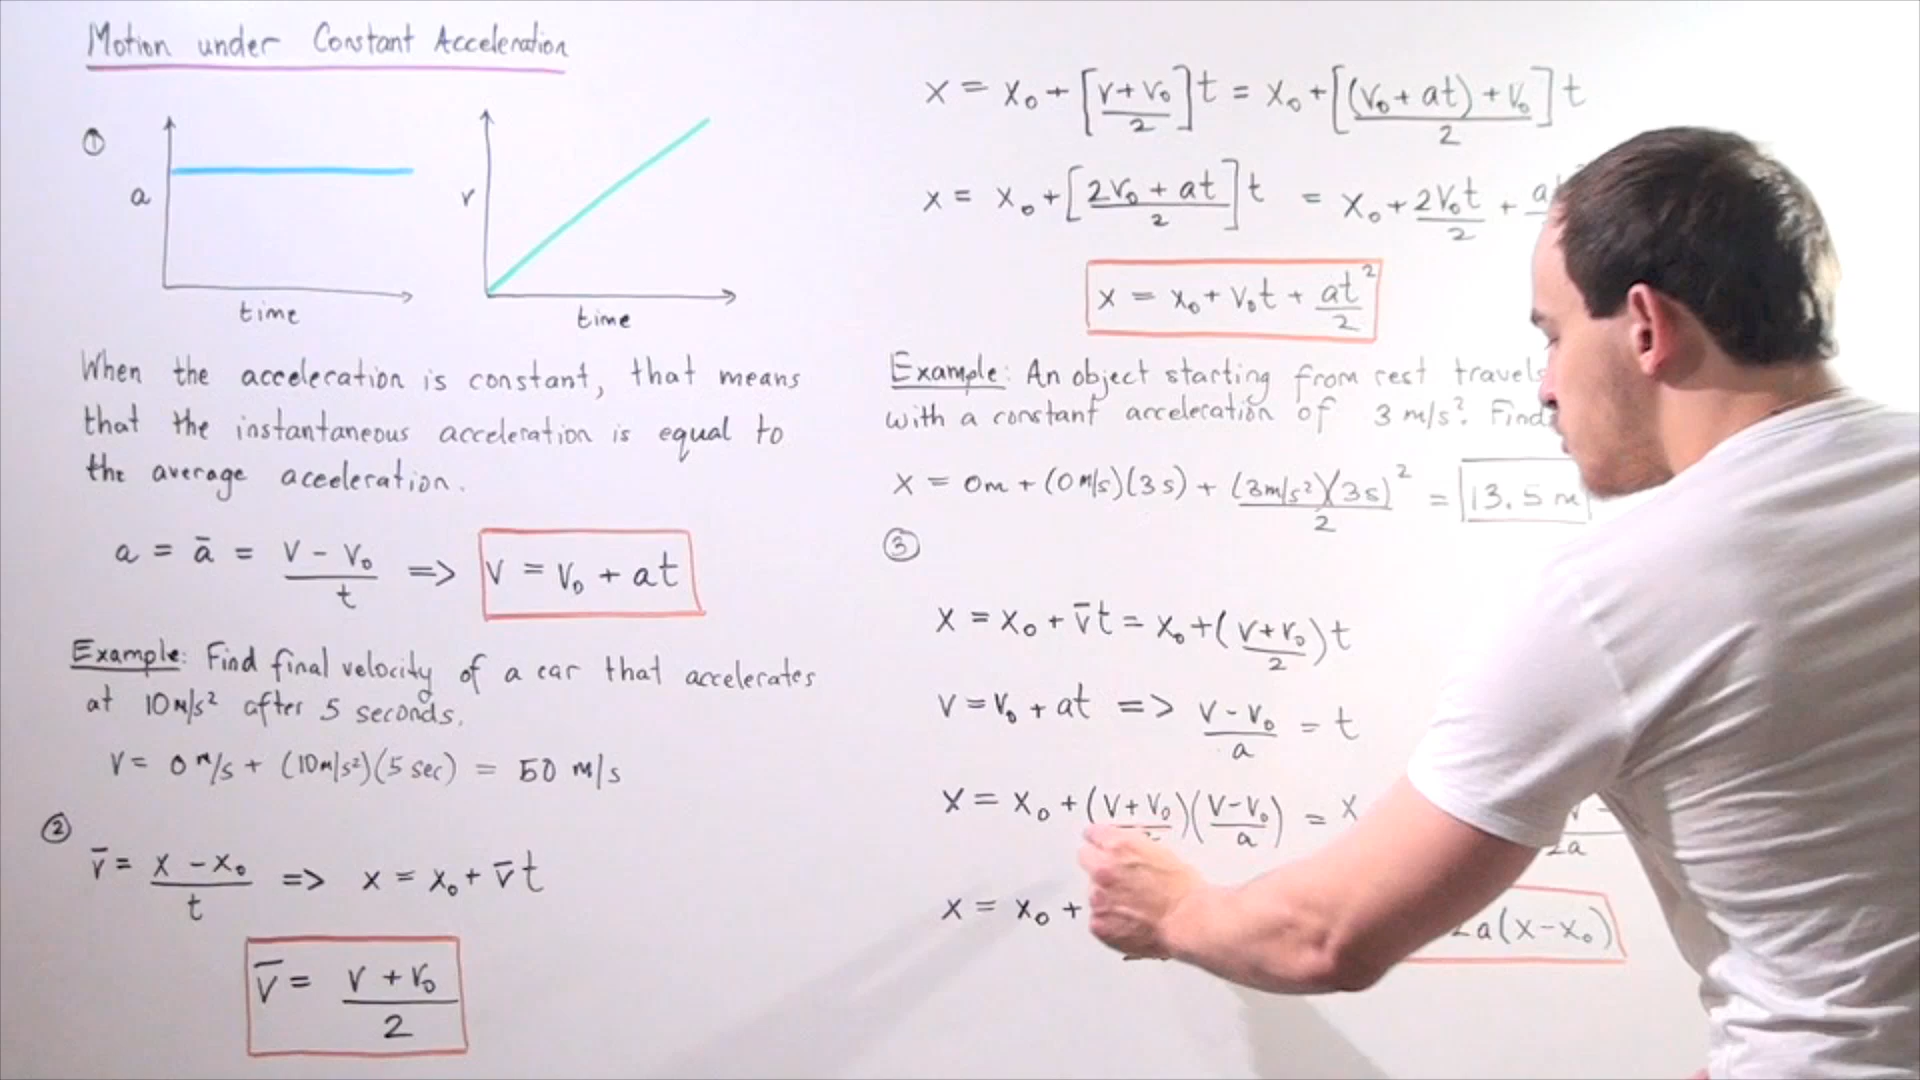 Motion under Constant Acceleration
①
a
time
v
time
When the acceleration is constant, that means
that the instantaneous acceleration is equal to
the average acceleration.
a = ā = (v - v₀)/t => v = v₀ + at
Example: Find final velocity of a car that accelerates
at 10m/s² after 5 seconds.
v = 0 m/s + (10m/s²)(5 sec) = 50 m/s
②
v̄ = (x - x₀)/t => x = x₀ + v̄t
v̄ = (v + v₀)/2
x = x₀ + [(v + v₀)/2]t = x₀ + [((v₀ + at) + v₀)/2]t
x = x₀ + [(2v₀ + at)/2]t = x₀ + 2v₀t/2 + a
x = x₀ + v₀t + at²/2
Example: An object starting from rest travels
with a constant acceleration of 3 m/s². Find
x = 0m + (0m/s)(3s) + (3m/s²)(3s)²/2 = 13.5 m
③
x = x₀ + v̄t = x₀ + ((v + v₀)/2)t
v = v₀ + at => (v - v₀)/a = t
x = x₀ + (v + v₀)((v - v₀)/a) = x 2a
x = x₀ + 2a(x - x₀)